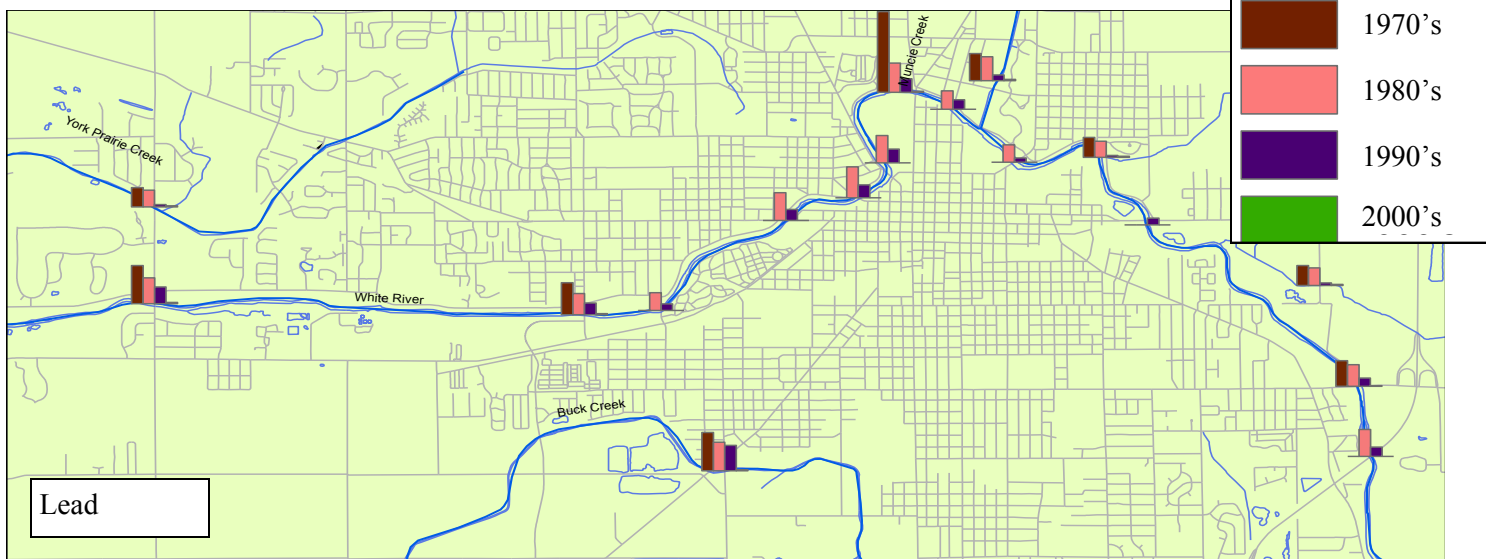 1970's
1980's
1990's
2000's
Muncie Creek
York Prairie Creek
White River
Buck Creek
Lead